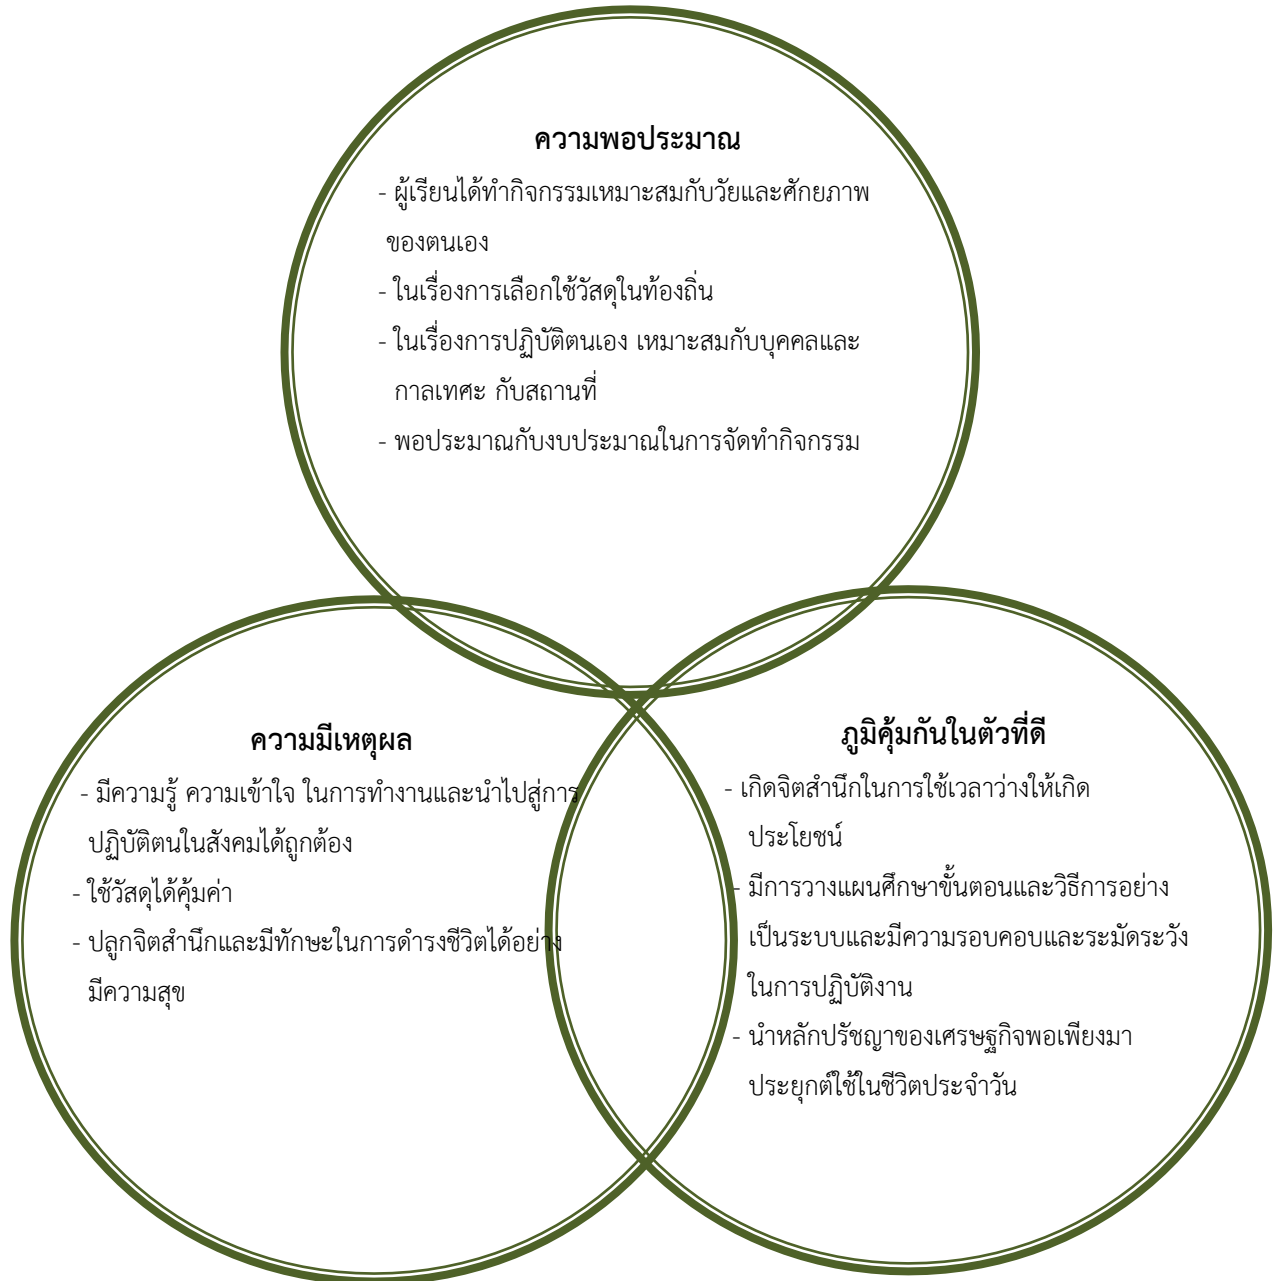 ความพอประมาณ
- ผู้เรียนได้ทำกิจกรรมเหมาะสมกับวัยและศักยภาพ
ของตนเอง
- ในเรื่องการเลือกใช้วัสดุในท้องถิ่น
- ในเรื่องการปฏิบัติตนเอง เหมาะสมกับบุคคลและ
กาลเทศะ กับสถานที่
- พอประมาณกับงบประมาณในการจัดทำกิจกรรม
ความมีเหตุผล
- มีความรู้ ความเข้าใจ ในการทำงานและนำไปสู่การ
ปฏิบัติตนในสังคมได้ถูกต้อง
- ใช้วัสดุได้คุ้มค่า
- ปลูกจิตสำนึกและมีทักษะในการดำรงชีวิตได้อย่าง
มีความสุข
ภูมิคุ้มกันในตัวที่ดี
- เกิดจิตสำนึกในการใช้เวลาว่างให้เกิด
ประโยชน์
- มีการวางแผนศึกษาขั้นตอนและวิธีการอย่าง
เป็นระบบและมีความรอบคอบและระมัดระวัง
ในการปฏิบัติงาน
- นำหลักปรัชญาของเศรษฐกิจพอเพียงมา
ประยุกต์ใช้ในชีวิตประจำวัน